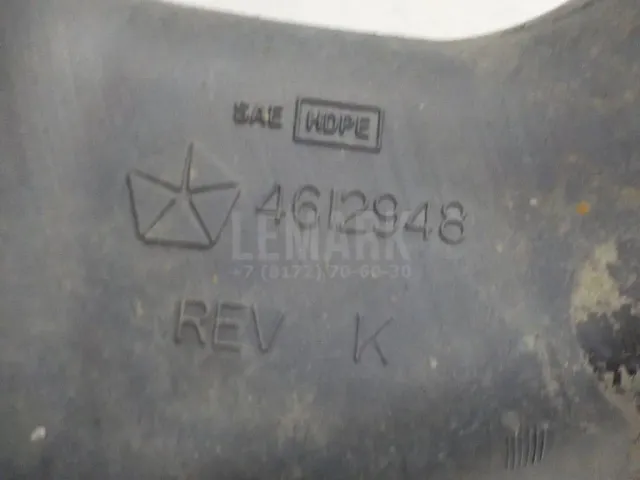 SAE HDPE
4612948
LEMARK
+7 (8172) 70-60-30
REV K